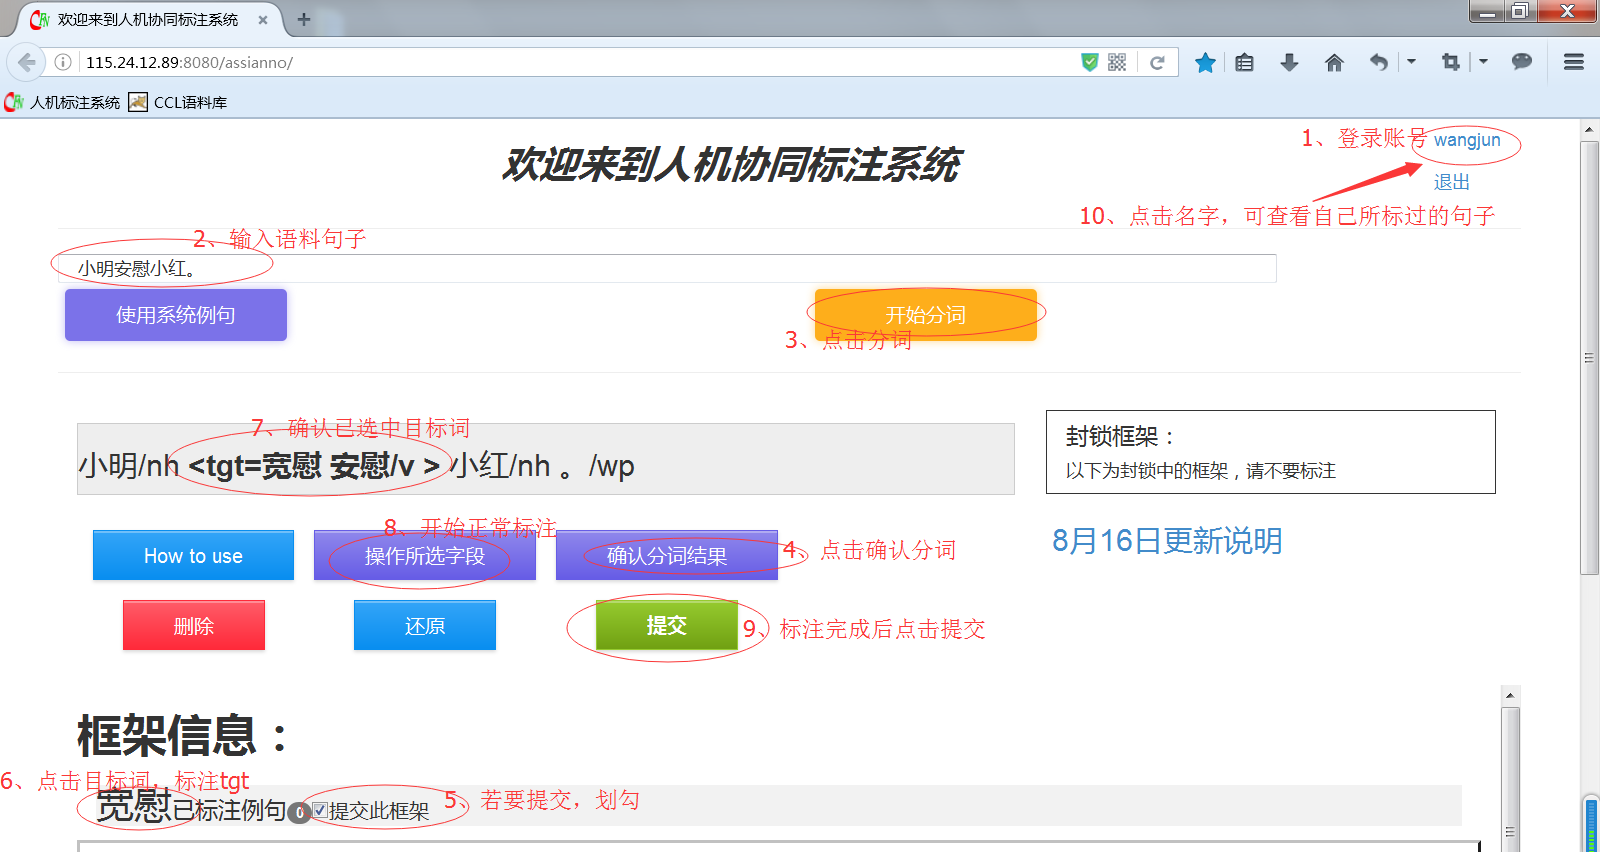 欢迎来到人机协同标注系统
115.24.12.89:8080/assianno/
人机标注系统 CCL语料库
1、登录账号 wangjun
欢迎来到人机协同标注系统
退出
10、点击名字，可查看自己所标过的句子
2、输入语料句子
小明安慰小红。
使用系统例句 开始分词
3、点击分词
7、确认已选中目标词
小明/nh <tgt=宽慰 安慰/v > 小红/nh 。/wp
封锁框架：
以下为封锁中的框架，请不要标注
8、开始正常标注
How to use 操作所选字段 确认分词结果 4、点击确认分词
8月16日更新说明
删除 还原 提交 9、标注完成后点击提交
框架信息：
6、点击目标词，标注tgt
宽慰已标注例句 0 提交此框架 5、若要提交，划勾